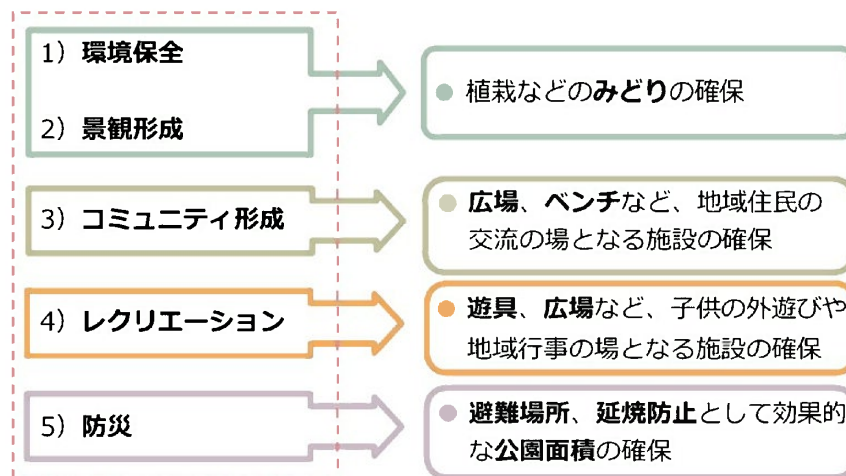 1）環境保全
2）景観形成
● 植栽などのみどりの確保
3）コミュニティ形成
● 広場、ベンチなど、地域住民の
交流の場となる施設の確保
4）レクリエーション
● 遊具、広場など、子供の外遊びや
地域行事の場となる施設の確保
5）防災
● 避難場所、延焼防止として効果的
な公園面積の確保